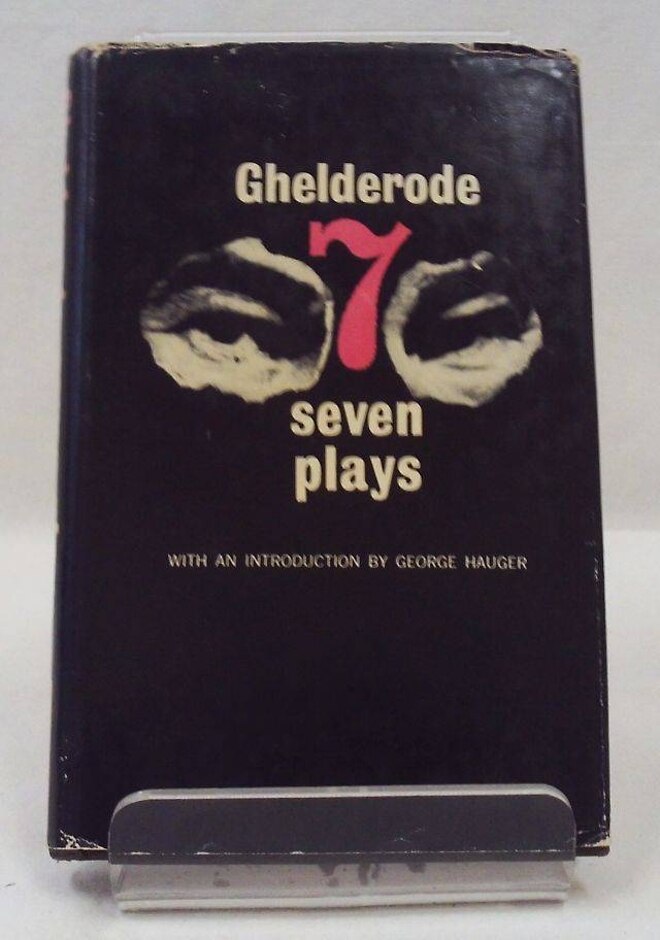 Ghelderode
7
seven
plays
WITH AN INTRODUCTION BY GEORGE HAUGER